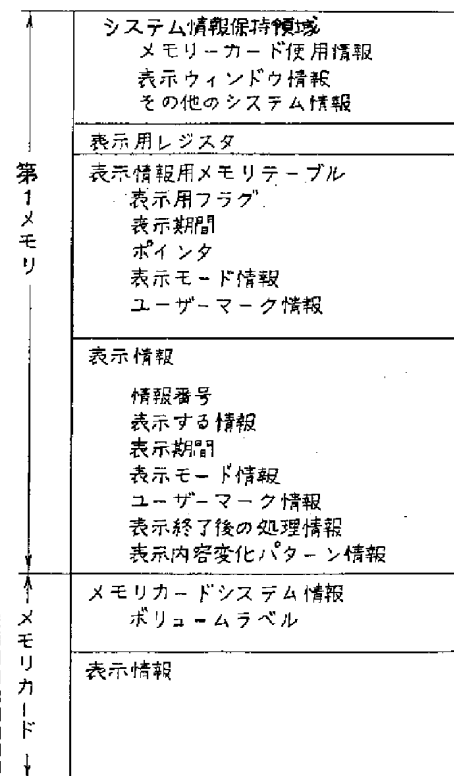 システム情報保持領域
メモリーカード使用情報
表示ウィンドウ情報
その他のシステム情報
表示用レジスタ
第1メモリ
表示情報用メモリテーブル
表示用フラグ
表示期間
ポインタ
表示モード情報
ユーザーマーク情報
表示情報
情報番号
表示する情報
表示期間
表示モード情報
ユーザーマーク情報
表示終了後の処理情報
表示内容変化パターン情報
メモリカード
メモリカードシステム情報
ボリュームラベル
表示情報